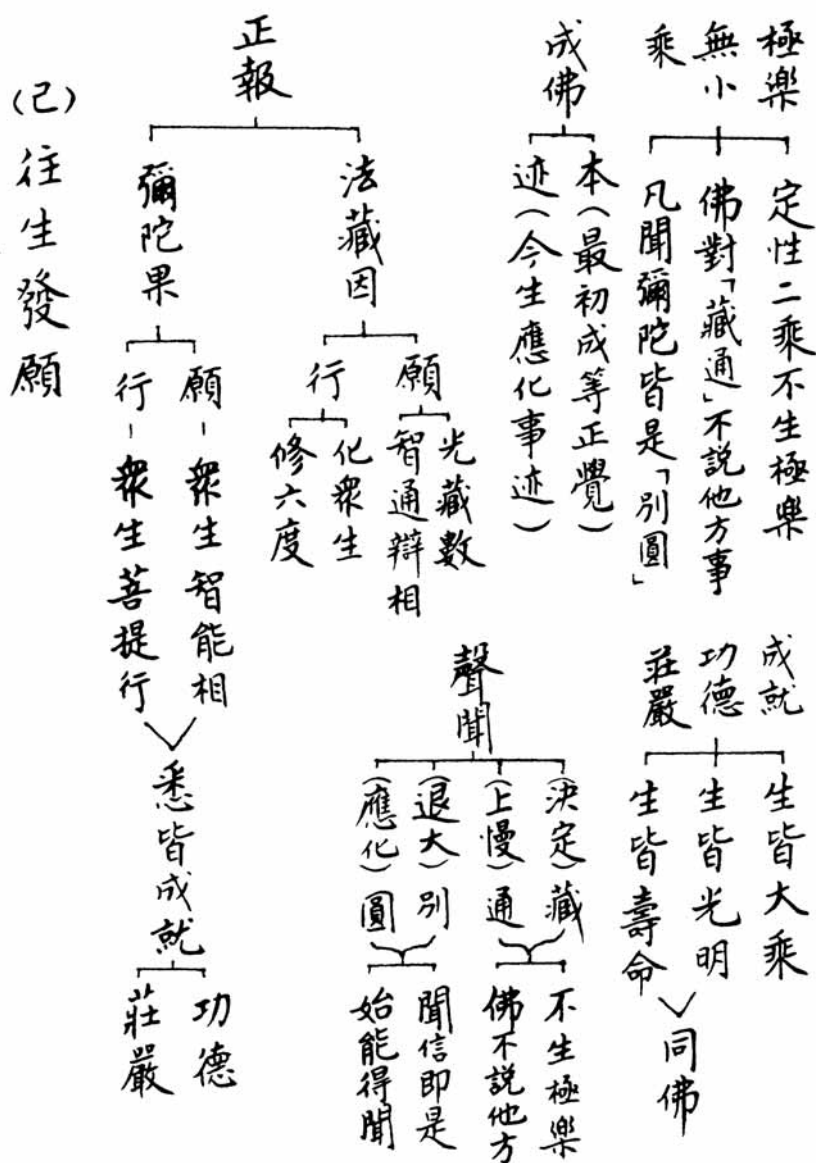 極樂
無小
乘
定性二乘不生極樂
佛對「藏通」不說他方事
凡聞彌陀皆是「別圓」
成就
功德
莊嚴
生皆大乘
生皆光明
生皆壽命
同佛
成佛
本(最初成等正覺)
迹(今生應化事迹)
聲聞
(決定)藏
(上慢)通
(退大)別
(應化)圓
不生極樂
佛不說他方
聞信即是
始能得聞
正報
法藏因
願
光藏數
智通辯相
行
化眾生
修六度
彌陀果
願-眾生智能相
行-眾生菩提行
悉皆成就
功德
莊嚴
(己)往生發願